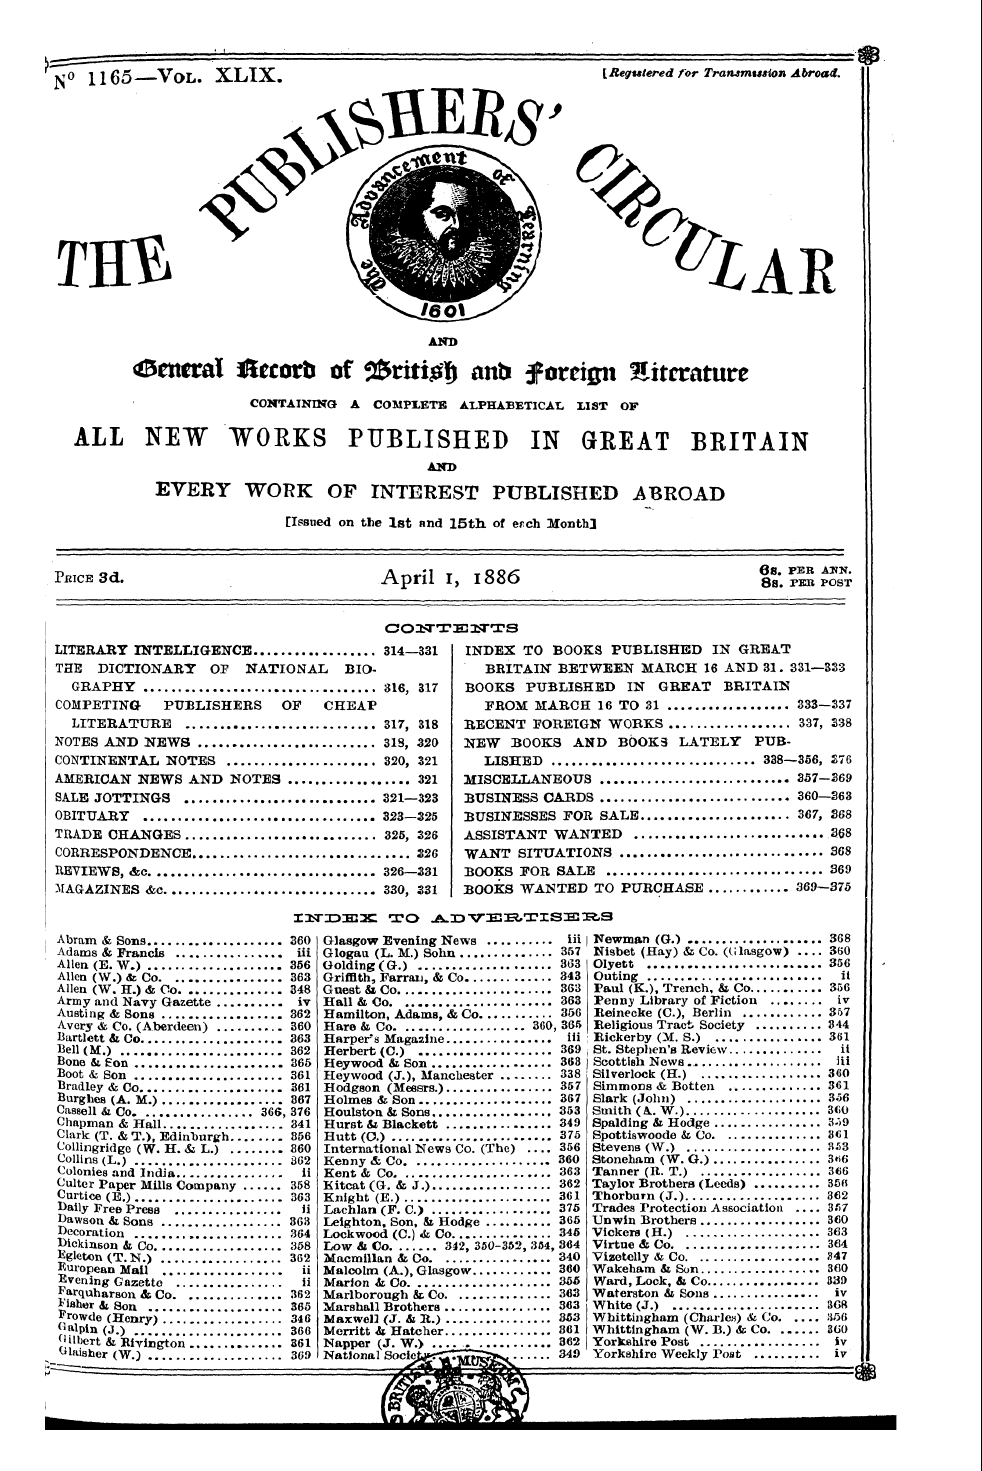 Nº 1165—VOL. XLIX.
[Registered for Transmission Abroad.
THE PUBLISHERS' CIRCULAR
The Advancement of Learning
1601
AND
General Record of British and Foreign Literature
CONTAINING A COMPLETE ALPHABETICAL LIST OF
ALL NEW WORKS PUBLISHED IN GREAT BRITAIN
AND
EVERY WORK OF INTEREST PUBLISHED ABROAD
[Issued on the 1st and 15th of each Month]
PRICE 3d.
April 1, 1886
6s. PER ANN.
8s. PER POST
CONTENTS
LITERARY INTELLIGENCE.................. 314—331
THE DICTIONARY OF NATIONAL BIO-
GRAPHY .................................. 316, 317
COMPETING PUBLISHERS OF CHEAP
LITERATURE ............................ 317, 318
NOTES AND NEWS .......................... 318, 320
CONTINENTAL NOTES ...................... 320, 321
AMERICAN NEWS AND NOTES .................. 321
SALE JOTTINGS ............................ 321—323
OBITUARY .................................. 323—325
TRADE CHANGES............................ 325, 326
CORRESPONDENCE................................ 326
REVIEWS, &c. ................................ 326—331
MAGAZINES &c............................... 330, 331
INDEX TO BOOKS PUBLISHED IN GREAT
BRITAIN BETWEEN MARCH 16 AND 31. 331—333
BOOKS PUBLISHED IN GREAT BRITAIN
FROM MARCH 16 TO 31 .................. 333—337
RECENT FOREIGN WORKS .................. 337, 338
NEW BOOKS AND BOOKS LATELY PUB-
LISHED .............................. 338—356, 376
MISCELLANEOUS ............................ 357—369
BUSINESS CARDS ............................ 360—363
BUSINESSES FOR SALE...................... 367, 368
ASSISTANT WANTED ............................ 368
WANT SITUATIONS .............................. 368
BOOKS FOR SALE ................................ 369
BOOKS WANTED TO PURCHASE ............ 369—375
INDEX TO ADVERTISERS
Abram & Sons.................... 360
Adams & Francis ................ iii
Allen (E. W.) .................... 356
Allen (W.) & Co. ................ 363
Allen (W. H.) & Co. .............. 348
Army and Navy Gazette .......... iv
Austing & Sons .................. 362
Avery & Co. (Aberdeen) .......... 360
Bartlett & Co..................... 363
Bell (M.) ........................ 362
Bone & Son ...................... 365
Boot & Son ...................... 361
Bradley & Co..................... 361
Burghes (A. M.) .................. 367
Cassell & Co. ................ 366, 376
Chapman & Hall.................. 341
Clark (T. & T.), Edinburgh........ 356
Collingridge (W. H. & L.) ........ 360
Collins (L.) ...................... 362
Colonies and India................ ii
Culter Paper Mills Company ...... 358
Curtice (E.)...................... 363
Daily Free Press ................ ii
Dawson & Sons .................. 363
Decoration ...................... 364
Dickinson & Co................... 358
Egleton (T. N.) .................. 362
European Mail .................. ii
Evening Gazette ................ ii
Farquharson & Co. .............. 362
Fisher & Son .................... 365
Frowde (Henry) .................. 346
Galpin (J.) ...................... 366
Gilbert & Rivington .............. 361
Glaisher (W.) .................... 369
Glasgow Evening News .......... iii
Glogau (L. M.) Sohn .............. 357
Golding (G.) .................... 363
Griffith, Farran, & Co............. 343
Guest & Co. ...................... 363
Hall & Co. ...................... 363
Hamilton, Adams, & Co........... 356
Hare & Co. .................. 360, 365
Harper's Magazine................ iii
Herbert (C.) ...................... 369
Heywood & Son .................. 363
Heywood (J.), Manchester ........ 338
Hodgson (Messrs.)................ 357
Holmes & Son.................... 367
Houlston & Sons.................. 353
Hurst & Blackett ................ 349
Hutt (C.) ........................ 375
International News Co. (The) .... 356
Kenny & Co. .................... 360
Kent & Co. ...................... 363
Kitcat (G. & J.).................. 362
Knight (E.) ...................... 361
Lachlan (F. C.) .................. 375
Leighton, Son, & Hodge .......... 365
Lockwood (C.) & Co............... 345
Low & Co. ...... 342, 350-352, 354, 364
Macmillan & Co. ................ 340
Malcolm (A.), Glasgow............ 360
Marion & Co. .................... 355
Marlborough & Co. .............. 363
Marshall Brothers ................ 363
Maxwell (J. & R.)................ 353
Merritt & Hatcher................ 361
Napper (J. W.) .................. 362
National Society ................ 349
Newman (G.) .................... 368
Nisbet (Hay) & Co. (Glasgow) .... 360
Olyett .......................... 356
Outing .......................... ii
Paul (K.), Trench, & Co........... 356
Penny Library of Fiction ........ iv
Reinecke (C.), Berlin ............ 357
Religious Tract Society .......... 344
Rickerby (M. S.) ................ 361
St. Stephen's Review.............. ii
Scottish News.................... iii
Silverlock (H.) .................. 360
Simmons & Botten .............. 361
Slark (John) .................... 356
Smith (A. W.).................... 360
Spalding & Hodge ................ 359
Spottiswoode & Co. .............. 361
Stevens (W.) .................... 353
Stoneham (W. G.)................ 366
Tanner (R. T.) .................. 366
Taylor Brothers (Leeds) .......... 358
Thorburn (J.).................... 362
Trades Protection Association .... 357
Unwin Brothers.................. 360
Vickers (H.) .................... 363
Virtue & Co. .................... 364
Vizetelly & Co. .................. 347
Wakeham & Son.................. 360
Ward, Lock, & Co................. 339
Waterston & Sons ................ iv
White (J.) ...................... 368
Whittingham (Charles) & Co. .... 356
Whittingham (W. B.) & Co. ...... 360
Yorkshire Post .................. iv
Yorkshire Weekly Post .......... iv
BRITISH MUSEUM